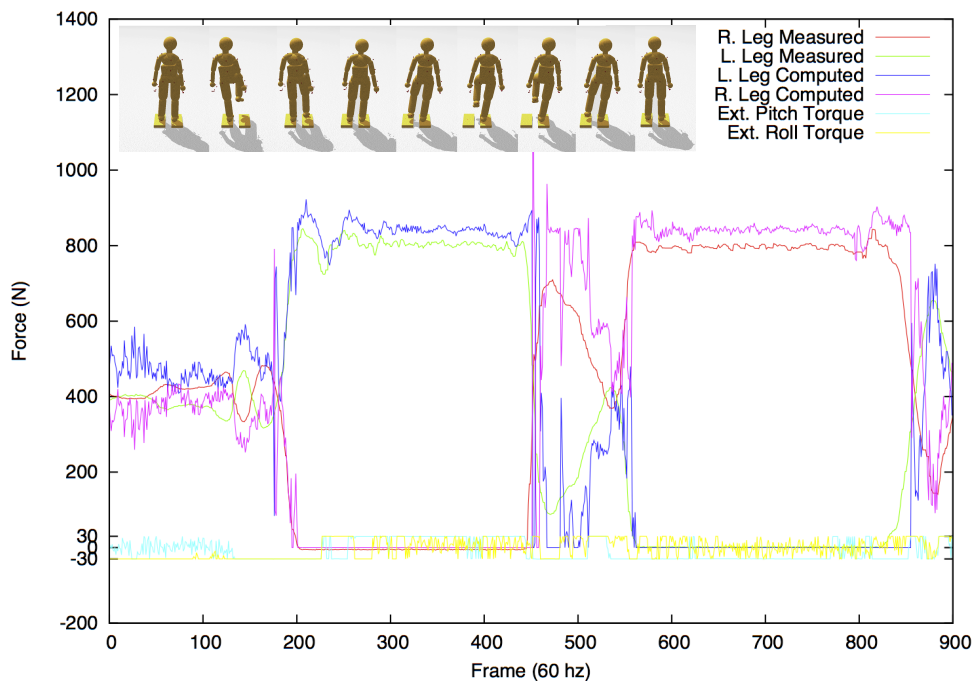 1400
1200
1000
800
600
400
200
30
0
-30
-200
Force (N)
R. Leg Measured
L. Leg Measured
L. Leg Computed
R. Leg Computed
Ext. Pitch Torque
Ext. Roll Torque
0 100 200 300 400 500 600 700 800 900
Frame (60 hz)